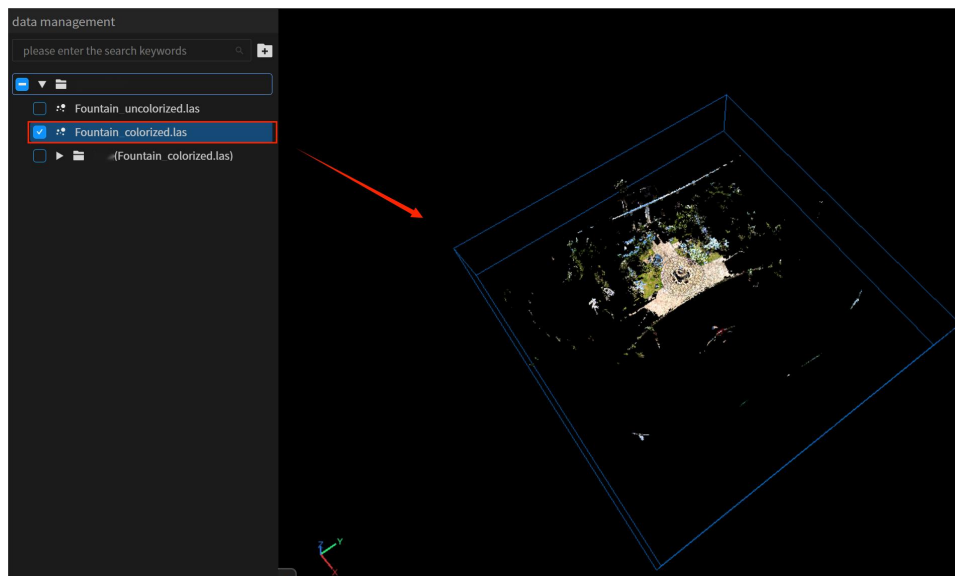 data management
please enter the search keywords
Fountain_uncolorized.las
Fountain_colorized.las
(Fountain_colorized.las)
Z
Y
X